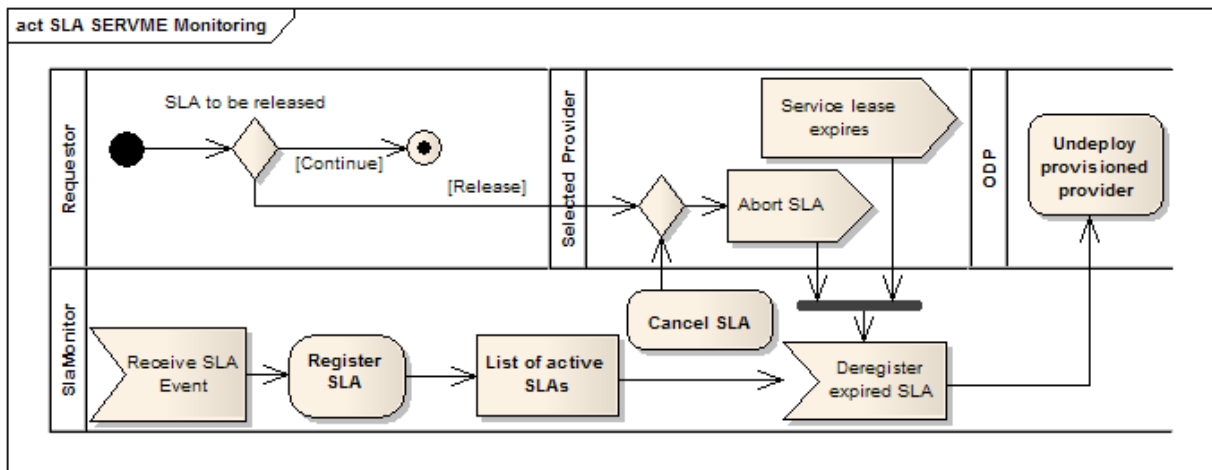 act SLA SERVME Monitoring
Requestor
SLA to be released
[Continue]
[Release]
Selected Provider
Service lease
expires
Abort SLA
ODP
Undeploy
provisioned
provider
SlaMonitor
Receive SLA
Event
Register
SLA
List of active
SLAs
Cancel SLA
Deregister
expired SLA